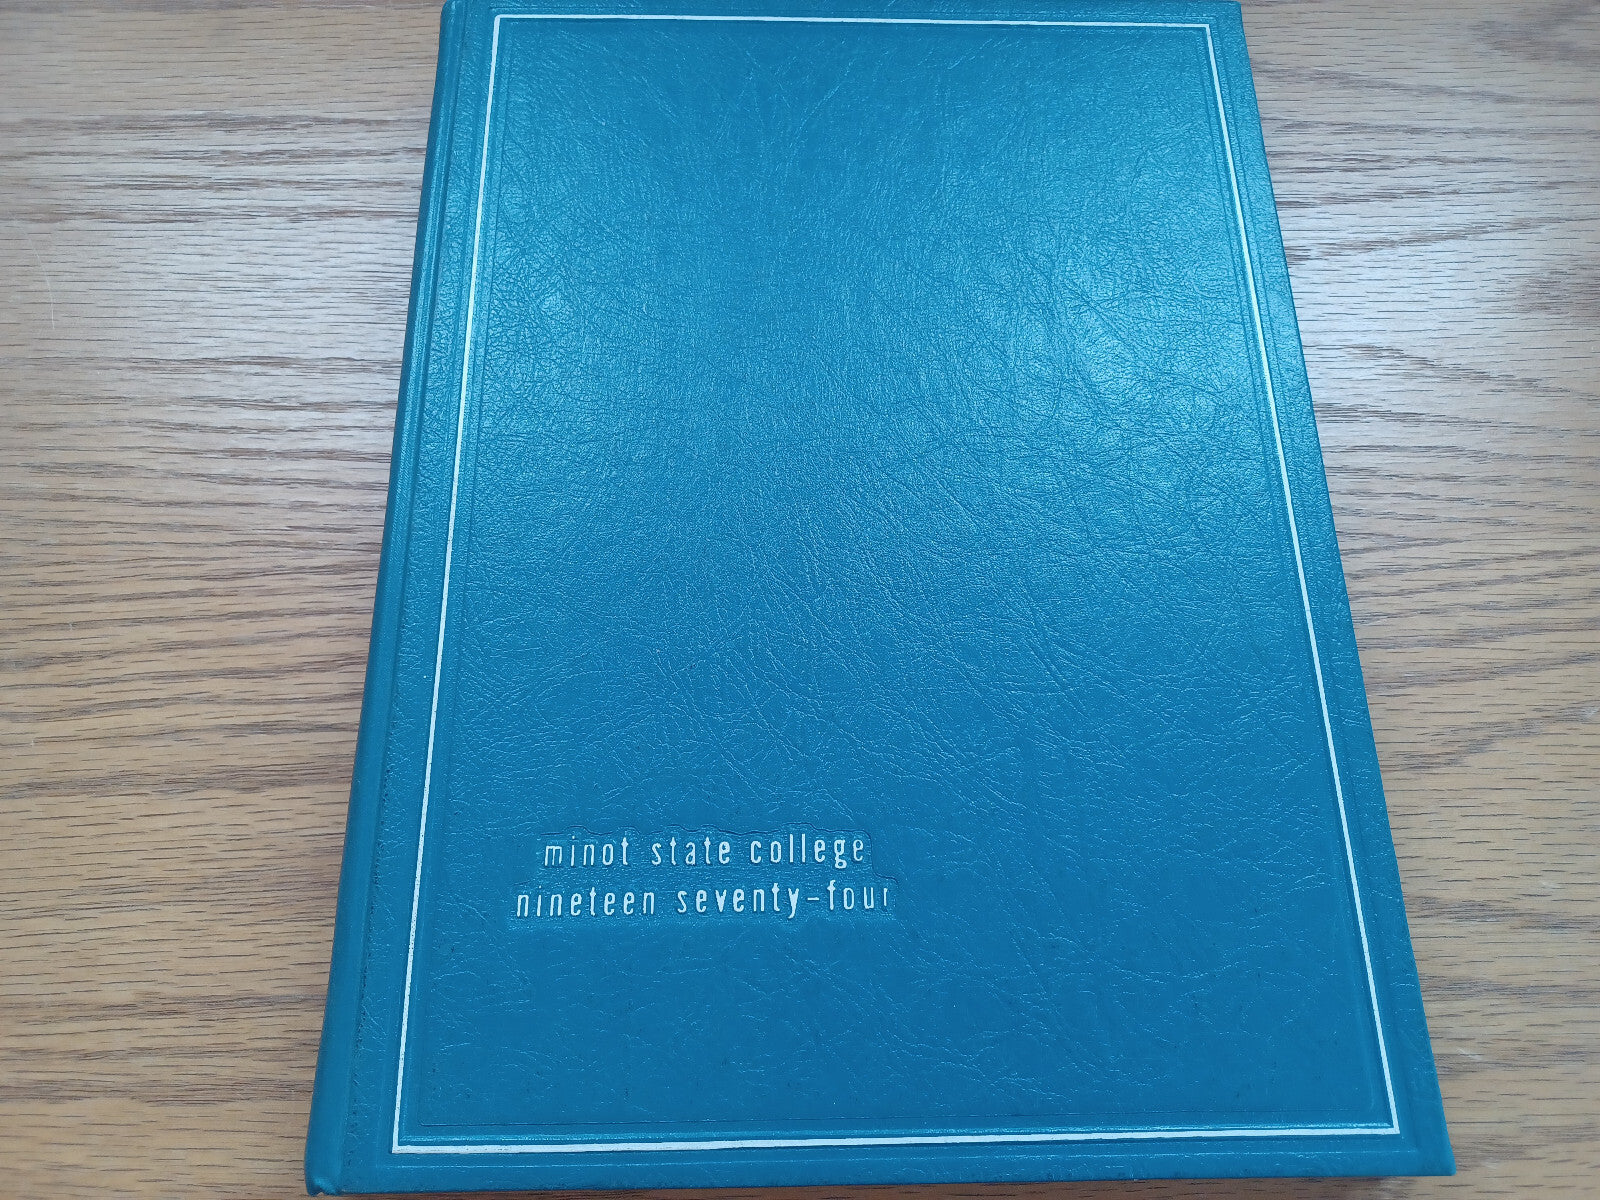 minot state college
nineteen seventy-four